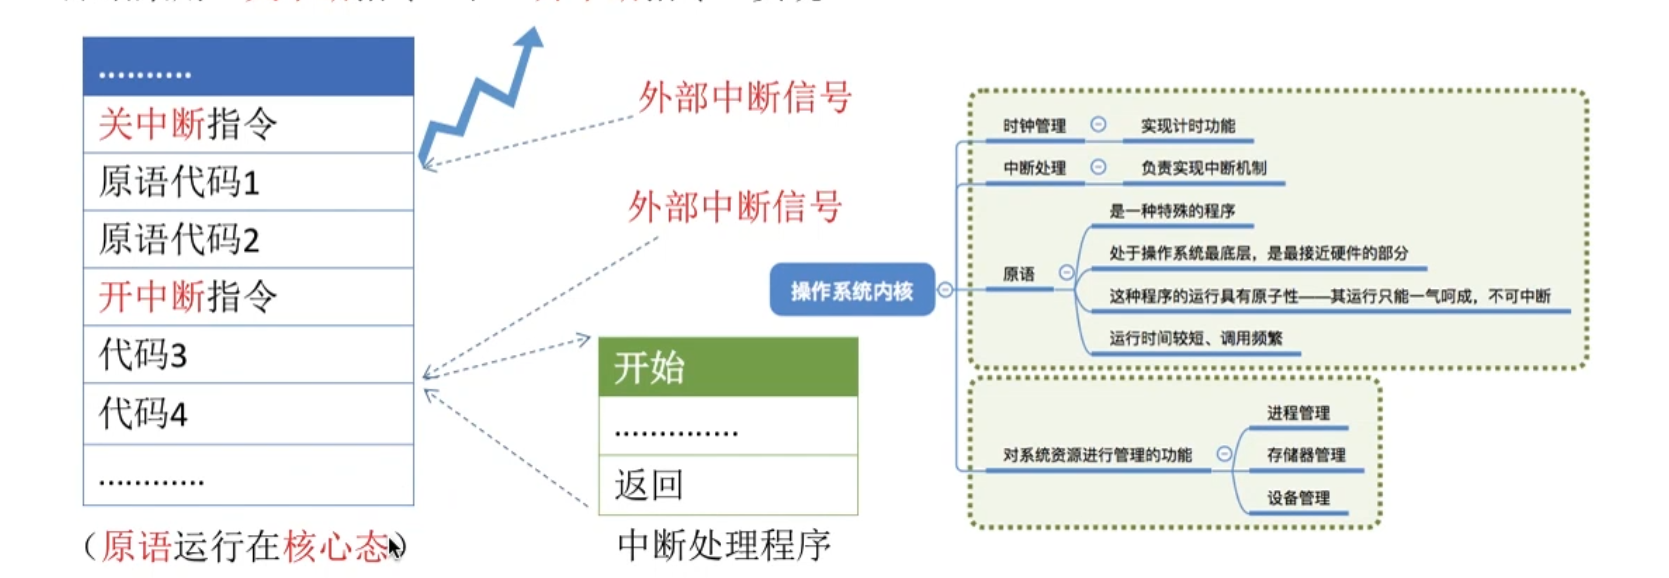 ..........
关中断指令
原语代码1
原语代码2
开中断指令
代码3
代码4
............
（原语运行在核心态）
外部中断信号
外部中断信号
开始
..............
返回
中断处理程序
操作系统内核
时钟管理
实现计时功能
中断处理
负责实现中断机制
原语
是一种特殊的程序
处于操作系统最底层，是最接近硬件的部分
这种程序的运行具有原子性——其运行只能一气呵成，不可中断
运行时间较短、调用频繁
对系统资源进行管理的功能
进程管理
存储器管理
设备管理